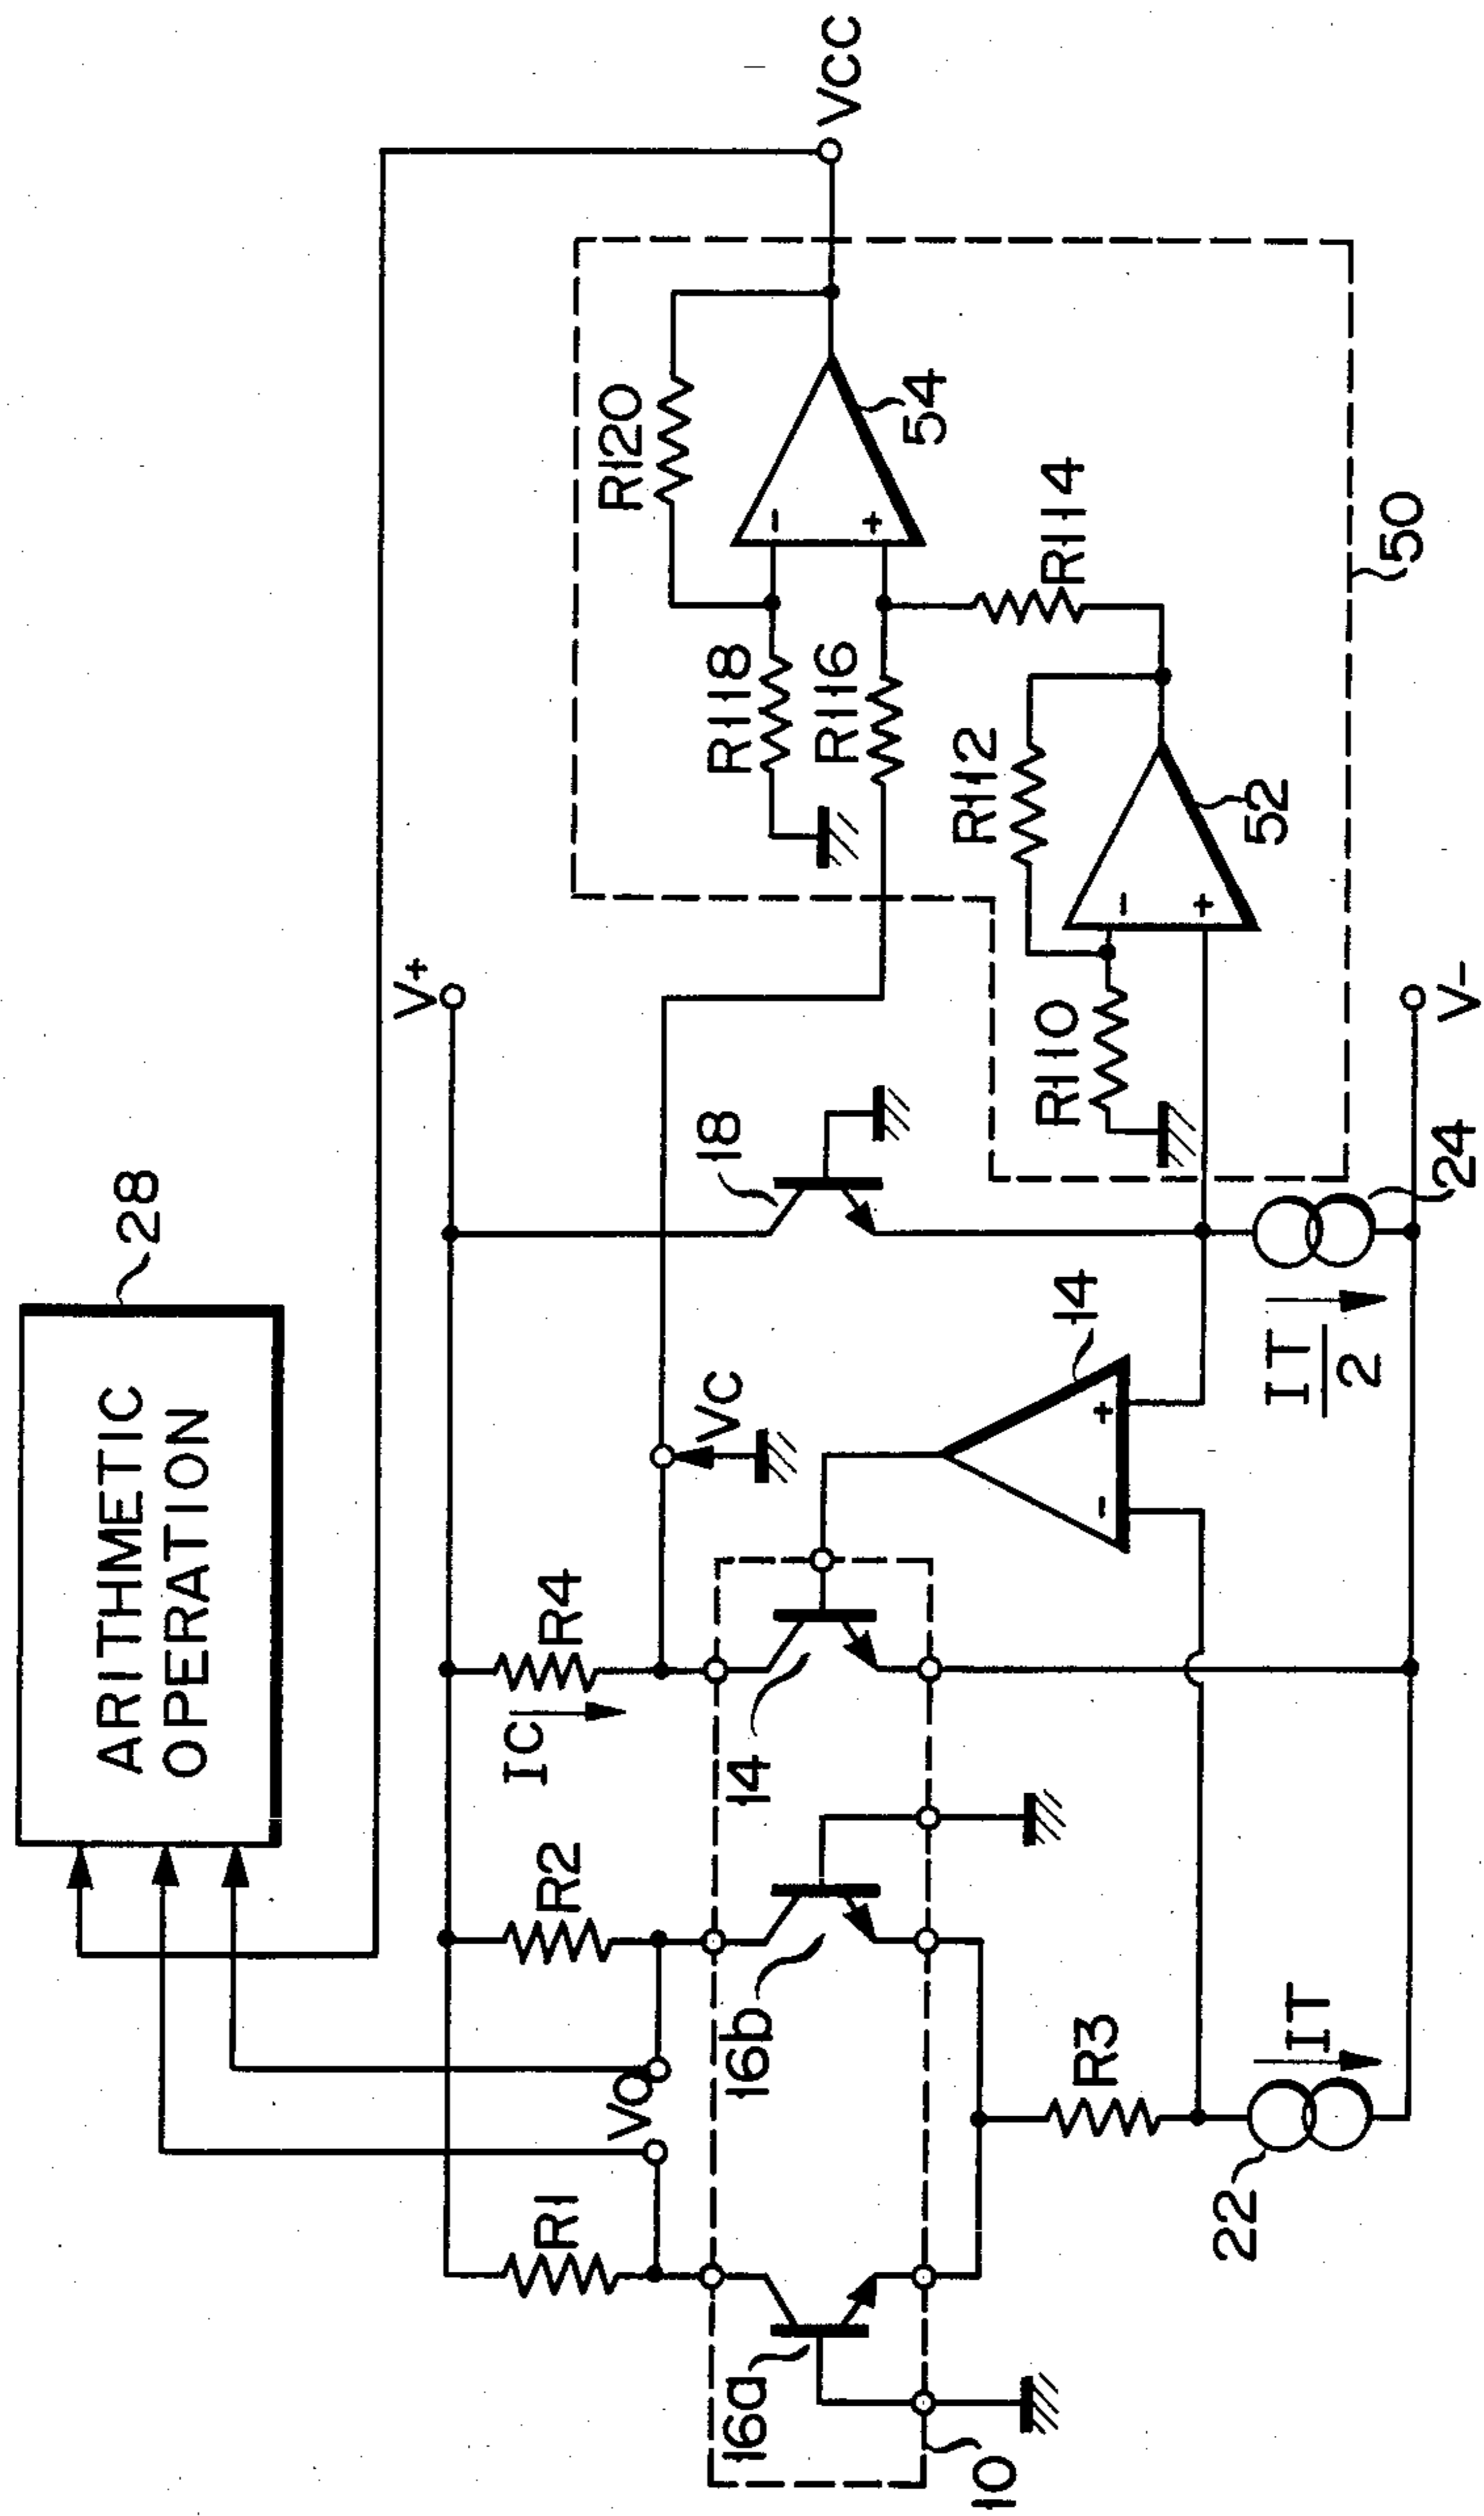 ARITHMETIC
OPERATION
28
V+
VCC
R1
R2
IC
R4
VO
VC
18
R120
R118
R116
54
16a
16b
14
14
R112
R114
R110
52
10
R3
50
22
IT
IT
2
24
V-